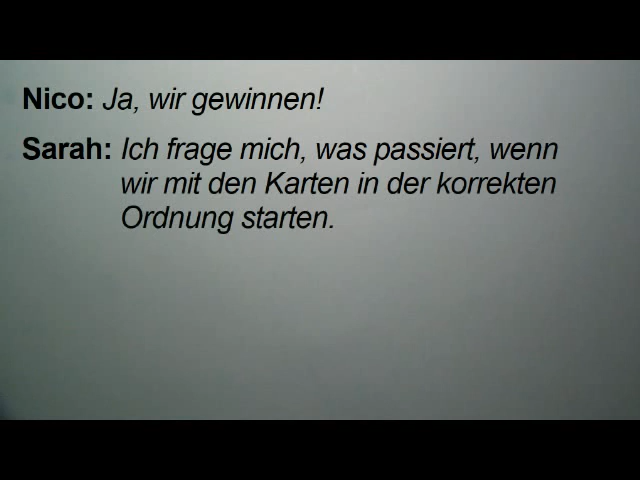 Nico: Ja, wir gewinnen!
Sarah: Ich frage mich, was passiert, wenn
wir mit den Karten in der korrekten
Ordnung starten.